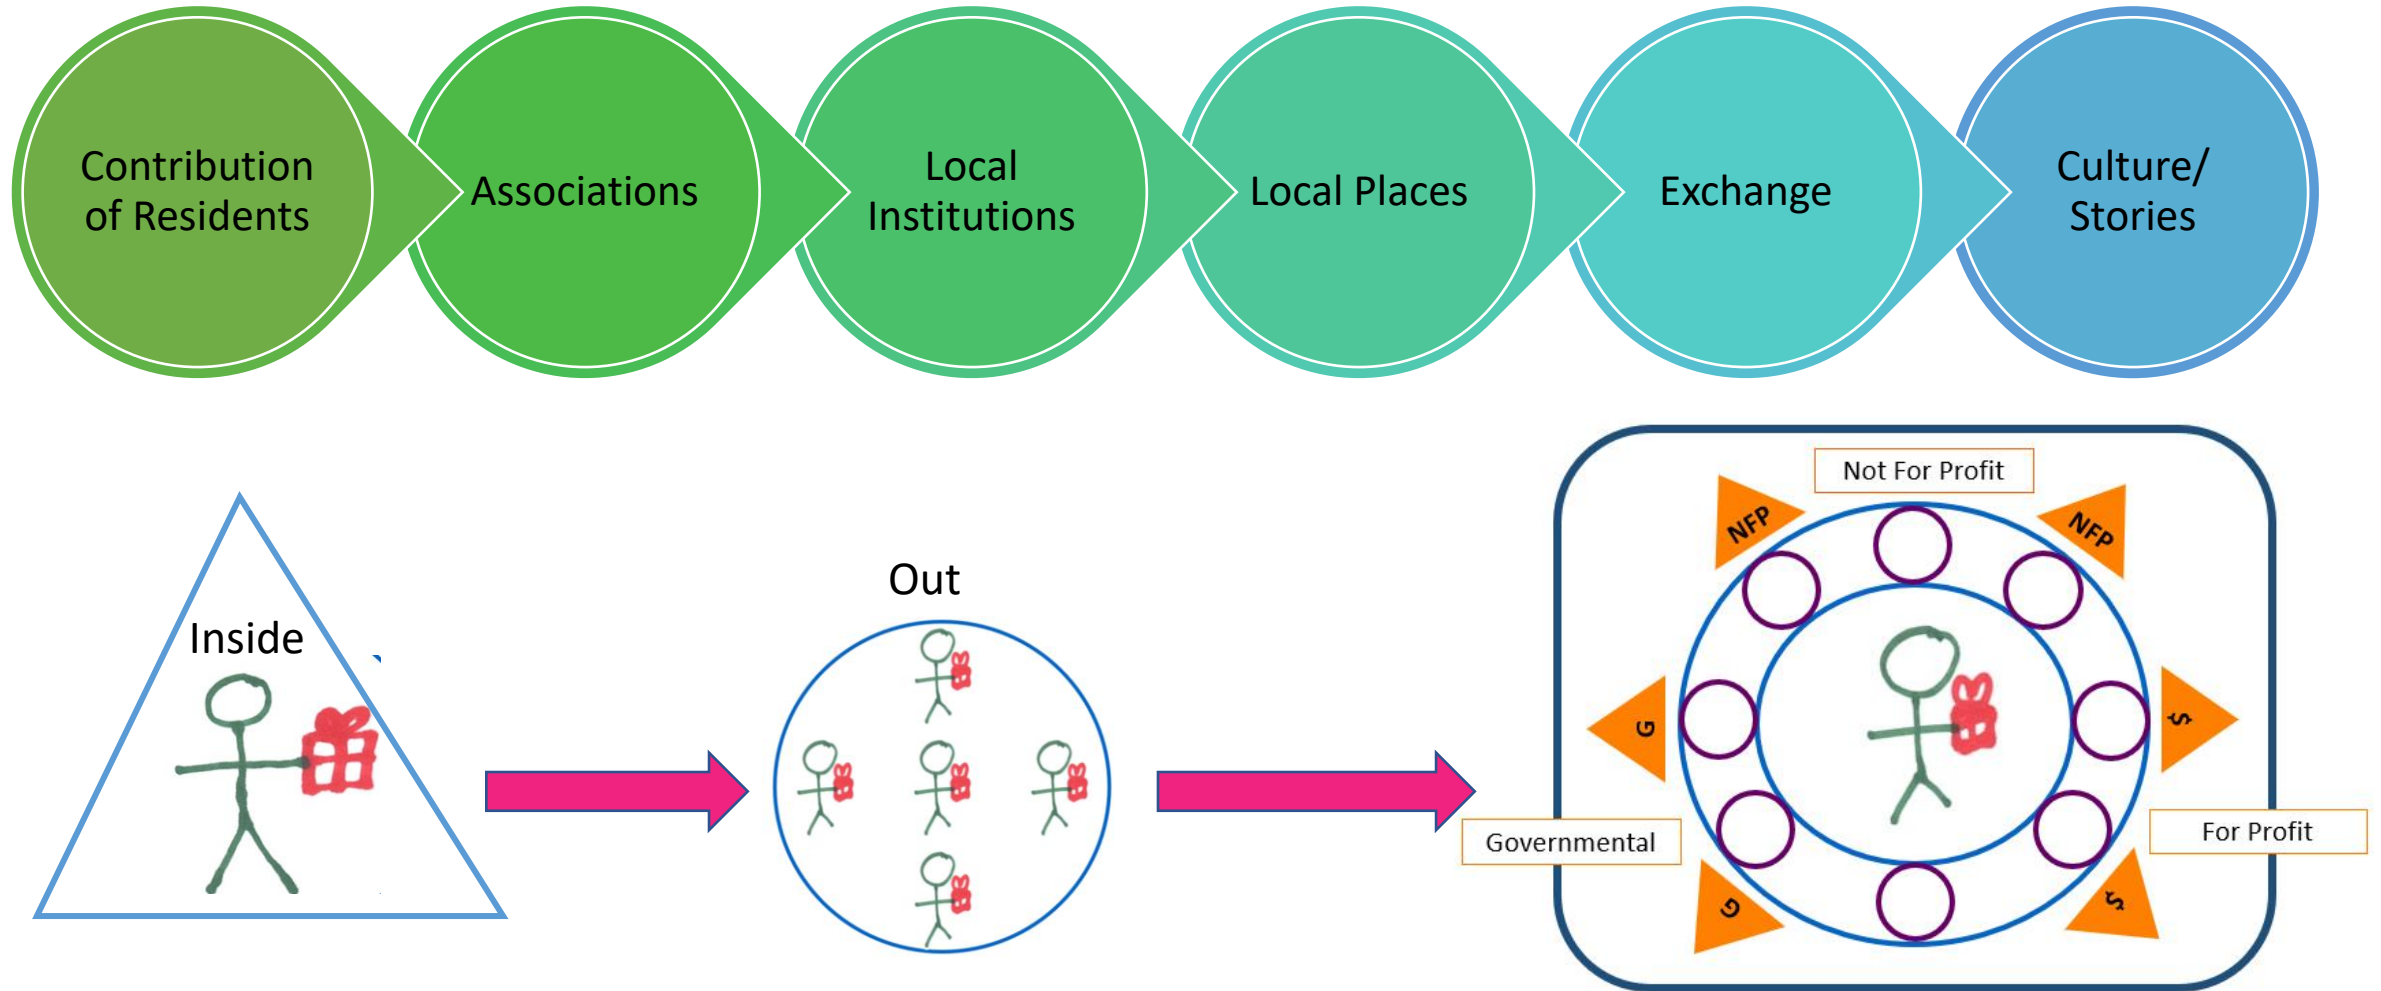 Contribution
of Residents
Associations
Local
Institutions
Local Places
Exchange
Culture/
Stories
Inside
Out
Not For Profit
NFP
NFP
G
$
Governmental
For Profit
G
$